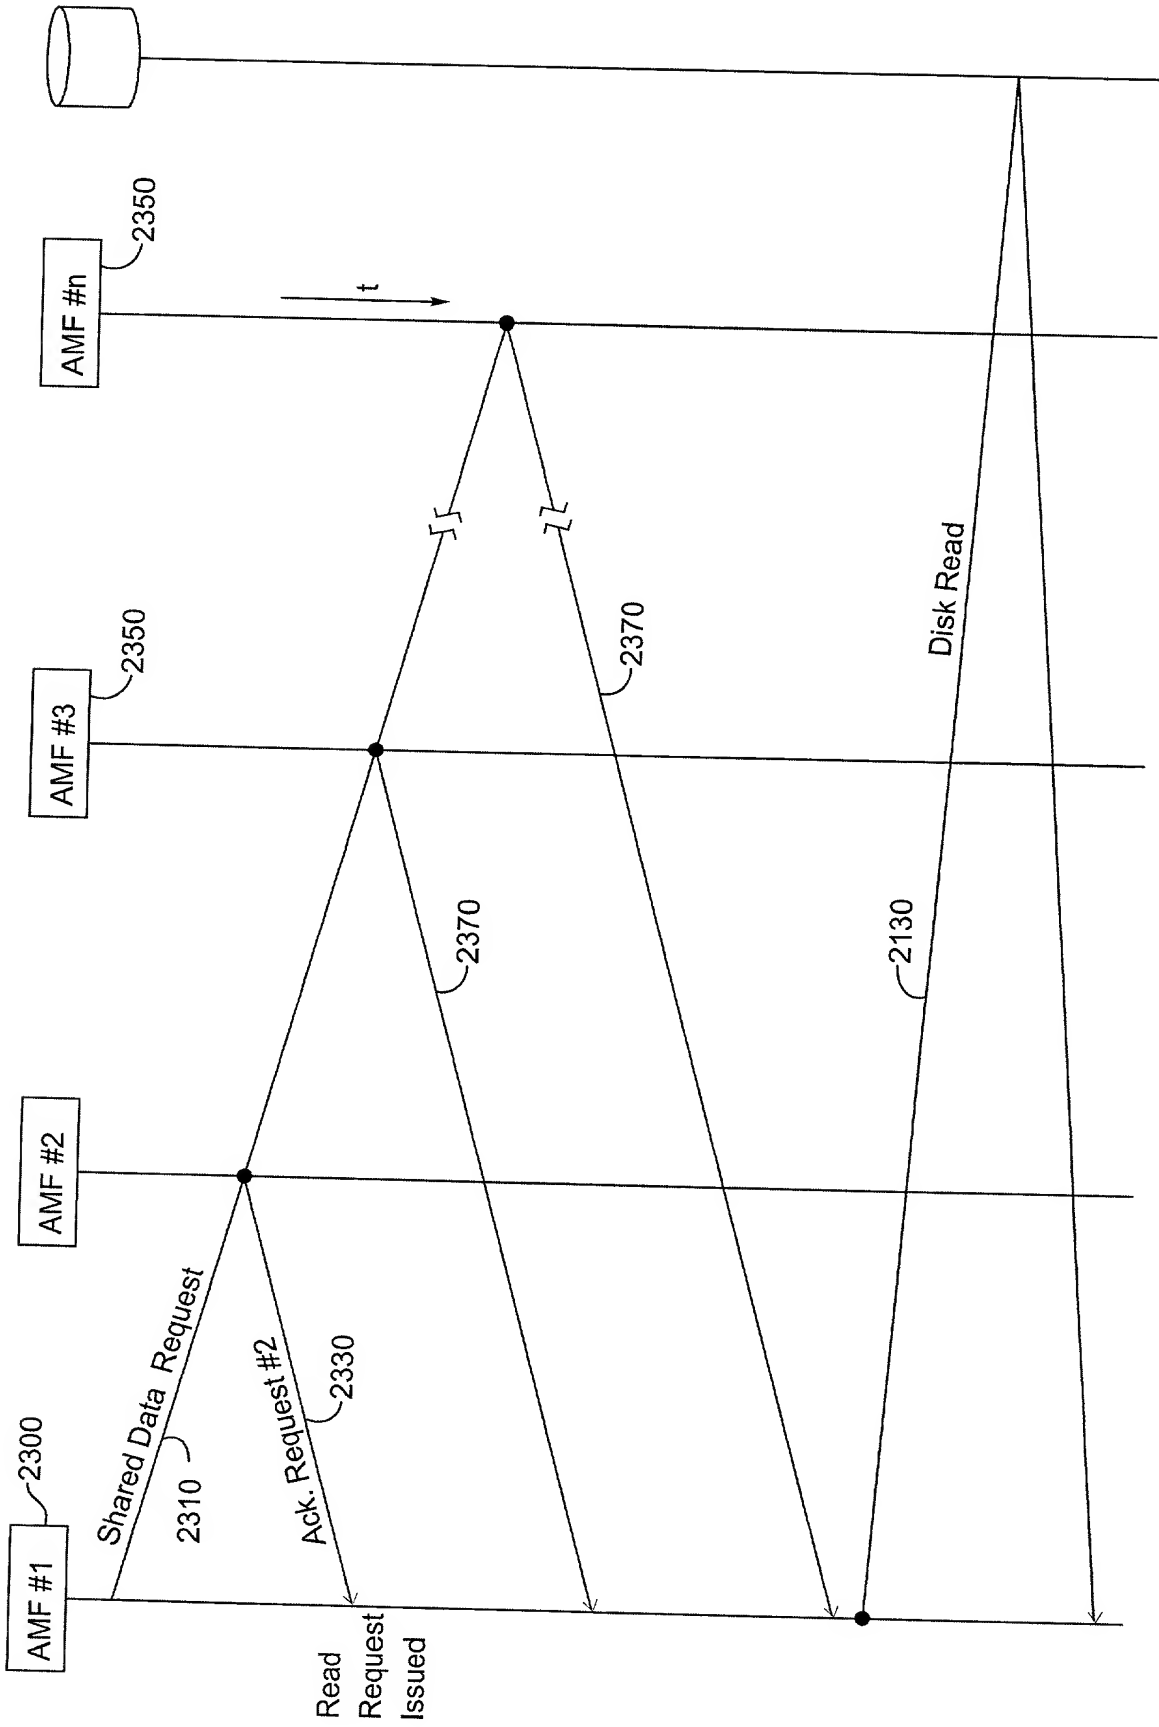 AMF #1
2300
AMF #2
AMF #3
2350
AMF #n
2350
t
Shared Data Request
2310
Ack. Request #2
2330
2370
2370
Read
Request
Issued
2130
Disk Read